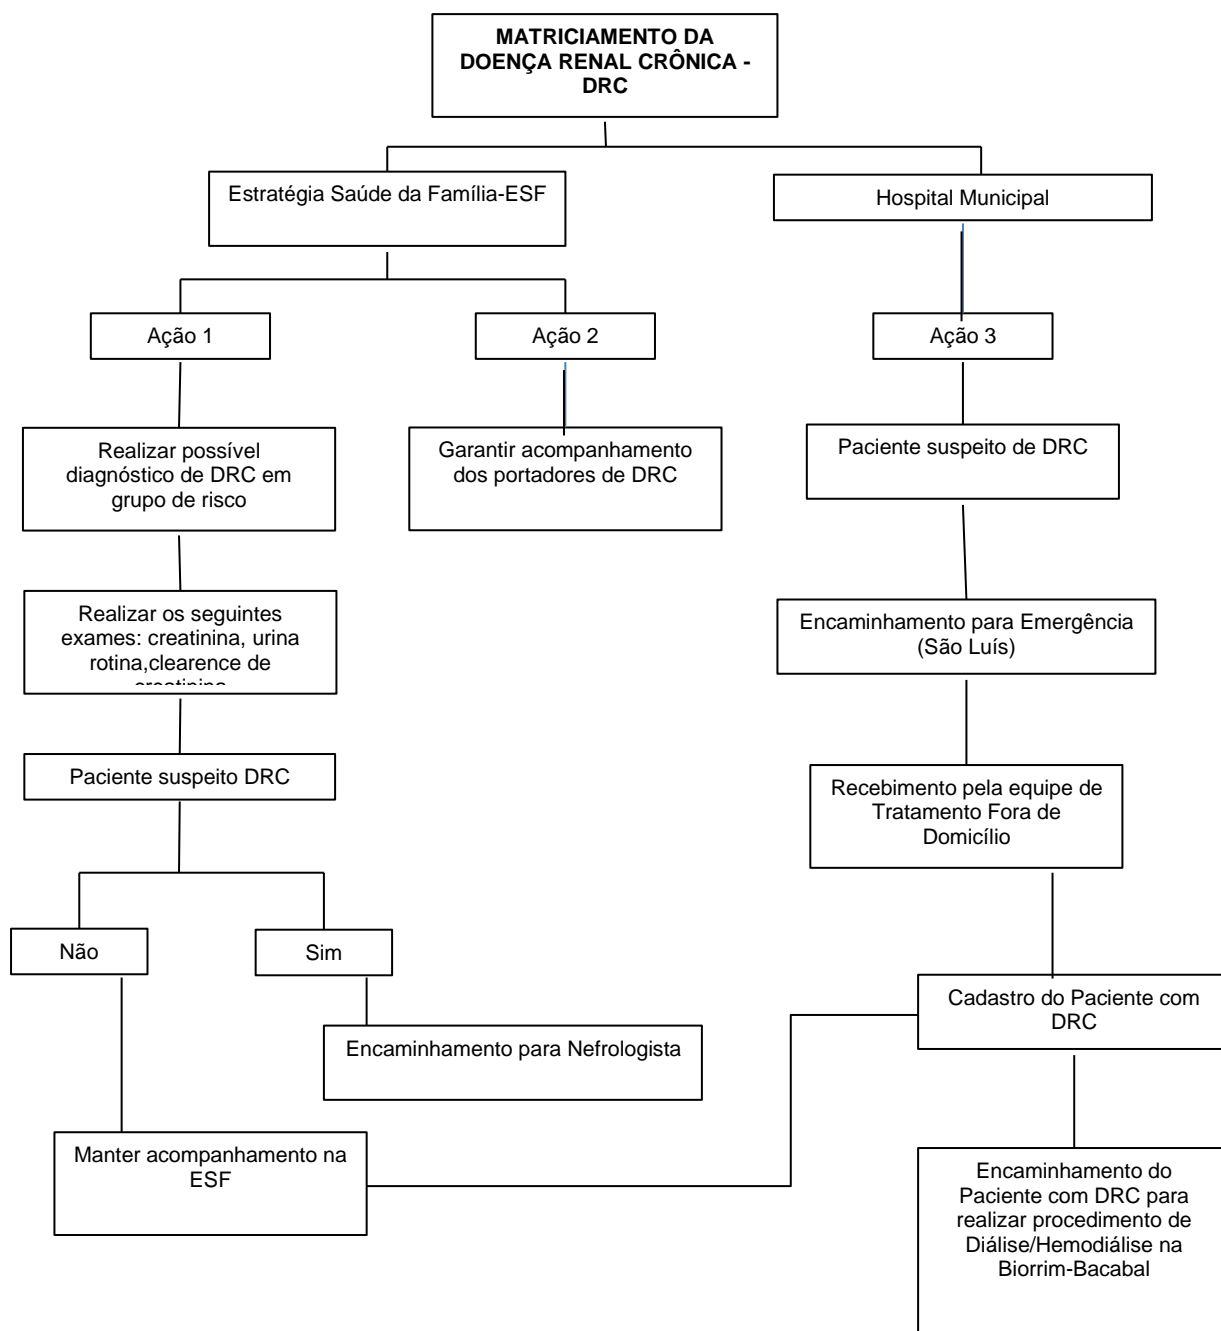 MATRICIAMENTO DA
DOENÇA RENAL CRÔNICA -
DRC
Estratégia Saúde da Família-ESF
Hospital Municipal
Ação 1
Ação 2
Ação 3
Realizar possível
diagnóstico de DRC em
grupo de risco
Garantir acompanhamento
dos portadores de DRC
Paciente suspeito de DRC
Realizar os seguintes
exames: creatinina, urina
rotina,clearence de
creatinina
Encaminhamento para Emergência
(São Luís)
Paciente suspeito DRC
Recebimento pela equipe de
Tratamento Fora de
Domicílio
Não
Sim
Cadastro do Paciente com
DRC
Encaminhamento para Nefrologista
Manter acompanhamento na
ESF
Encaminhamento do
Paciente com DRC para
realizar procedimento de
Diálise/Hemodiálise na
Biorrim-Bacabal